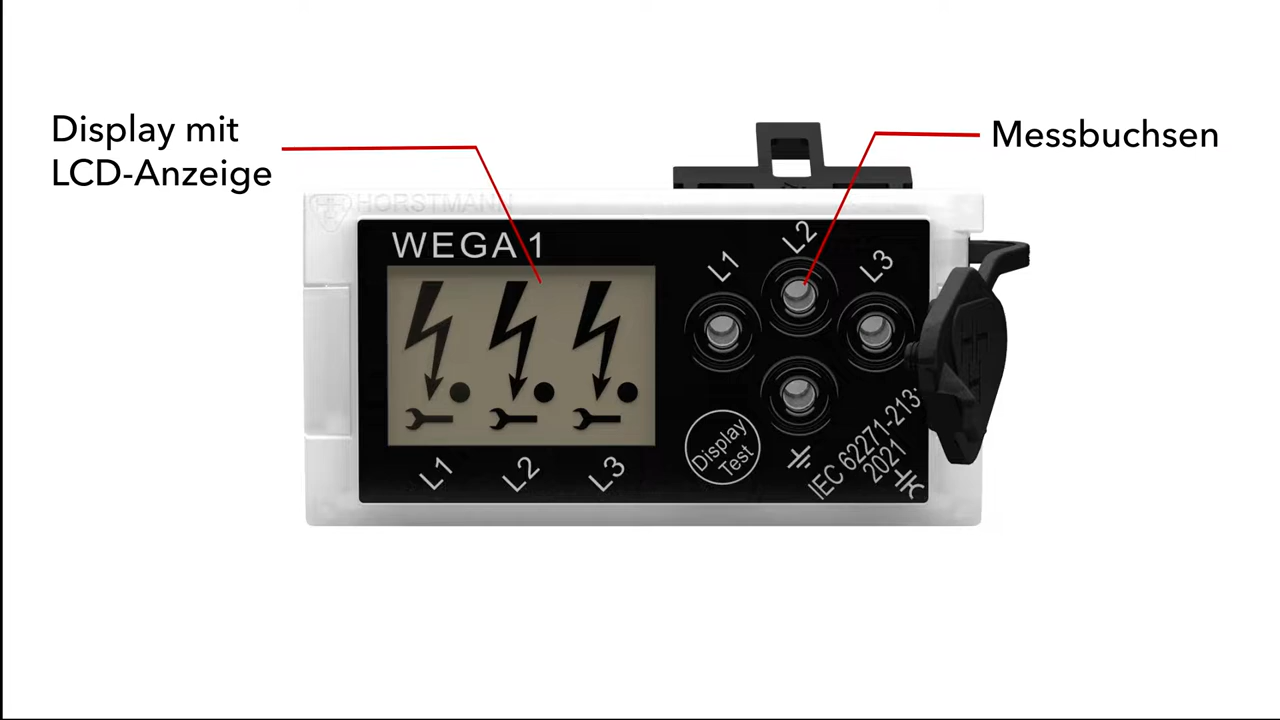 Display mit
LCD-Anzeige
Messbuchsen
HORSTMANN
WEGA 1
L1
L2
L3
L1
L2
L3
Display
Test
IEC 62271-213:
2021